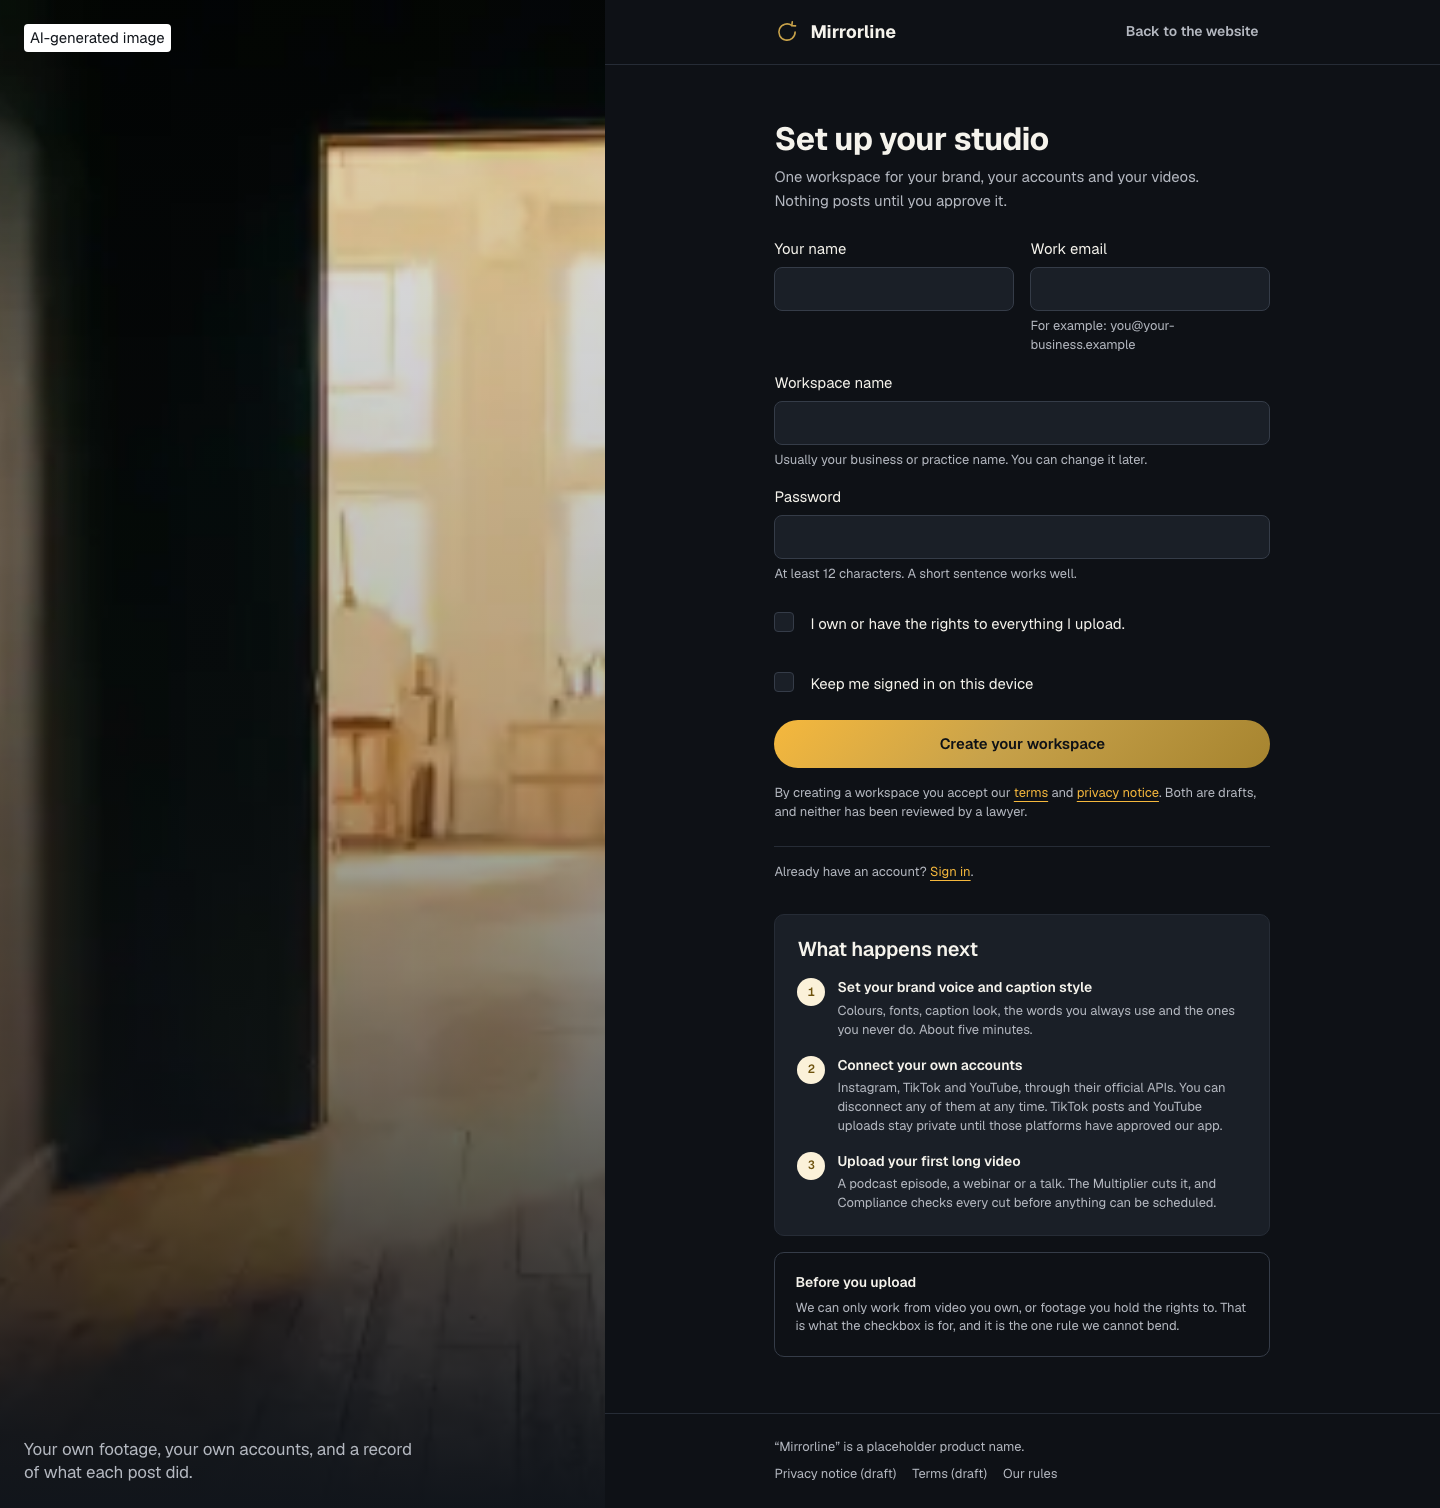 AI-generated image
Mirrorline
Back to the website
Set up your studio
One workspace for your brand, your accounts and your videos.
Nothing posts until you approve it.
Your name
Work email
For example: you@your-
business.example
Workspace name
Usually your business or practice name. You can change it later.
Password
At least 12 characters. A short sentence works well.
I own or have the rights to everything I upload.
Keep me signed in on this device
Create your workspace
By creating a workspace you accept our terms and privacy notice. Both are drafts,
and neither has been reviewed by a lawyer.
Already have an account? Sign in.
What happens next
1
Set your brand voice and caption style
Colours, fonts, caption look, the words you always use and the ones
you never do. About five minutes.
2
Connect your own accounts
Instagram, TikTok and YouTube, through their official APIs. You can
disconnect any of them at any time. TikTok posts and YouTube
uploads stay private until those platforms have approved our app.
3
Upload your first long video
A podcast episode, a webinar or a talk. The Multiplier cuts it, and
Compliance checks every cut before anything can be scheduled.
Before you upload
We can only work from video you own, or footage you hold the rights to. That
is what the checkbox is for, and it is the one rule we cannot bend.
Your own footage, your own accounts, and a record
of what each post did.
“Mirrorline” is a placeholder product name.
Privacy notice (draft)
Terms (draft)
Our rules